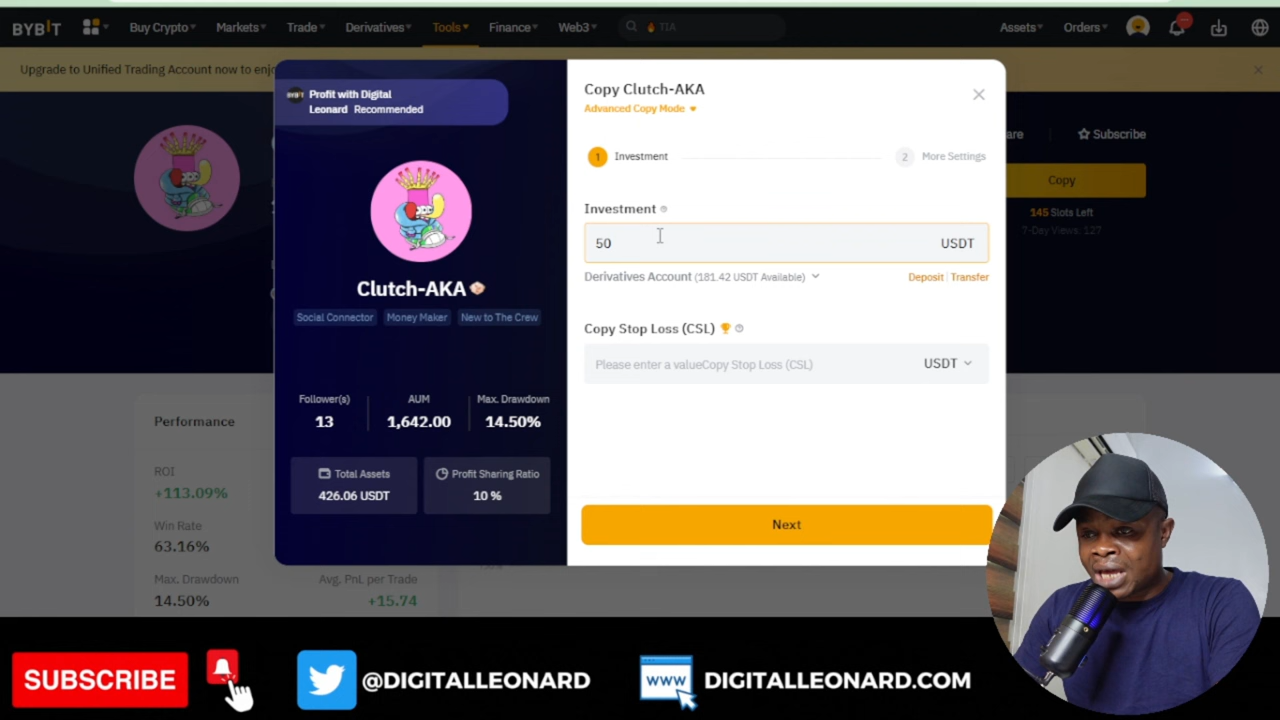 BYBIT
Buy Crypto
Markets
Trade
Derivatives
Tools
Finance
Web3
TIA
Assets
Orders
Upgrade to Unified Trading Account now to enjo
Profit with Digital
Leonard Recommended
Clutch-AKA
Social Connector
Money Maker
New to The Crew
Follower(s)
AUM
Max. Drawdown
13
1,642.00
14.50%
Total Assets
Profit Sharing Ratio
426.06 USDT
10 %
Copy Clutch-AKA
Advanced Copy Mode
1
Investment
2
More Settings
Investment
50
USDT
Derivatives Account (181.42 USDT Available)
Deposit
Transfer
Copy Stop Loss (CSL)
Please enter a valueCopy Stop Loss (CSL)
USDT
Next
are
Subscribe
Copy
145 Slots Left
7-Day Views: 127
Performance
ROI
+113.09%
Win Rate
63.16%
Max. Drawdown
Avg. PnL per Trade
14.50%
+15.74
SUBSCRIBE
@DIGITALLEONARD
WWW
DIGITALLEONARD.COM